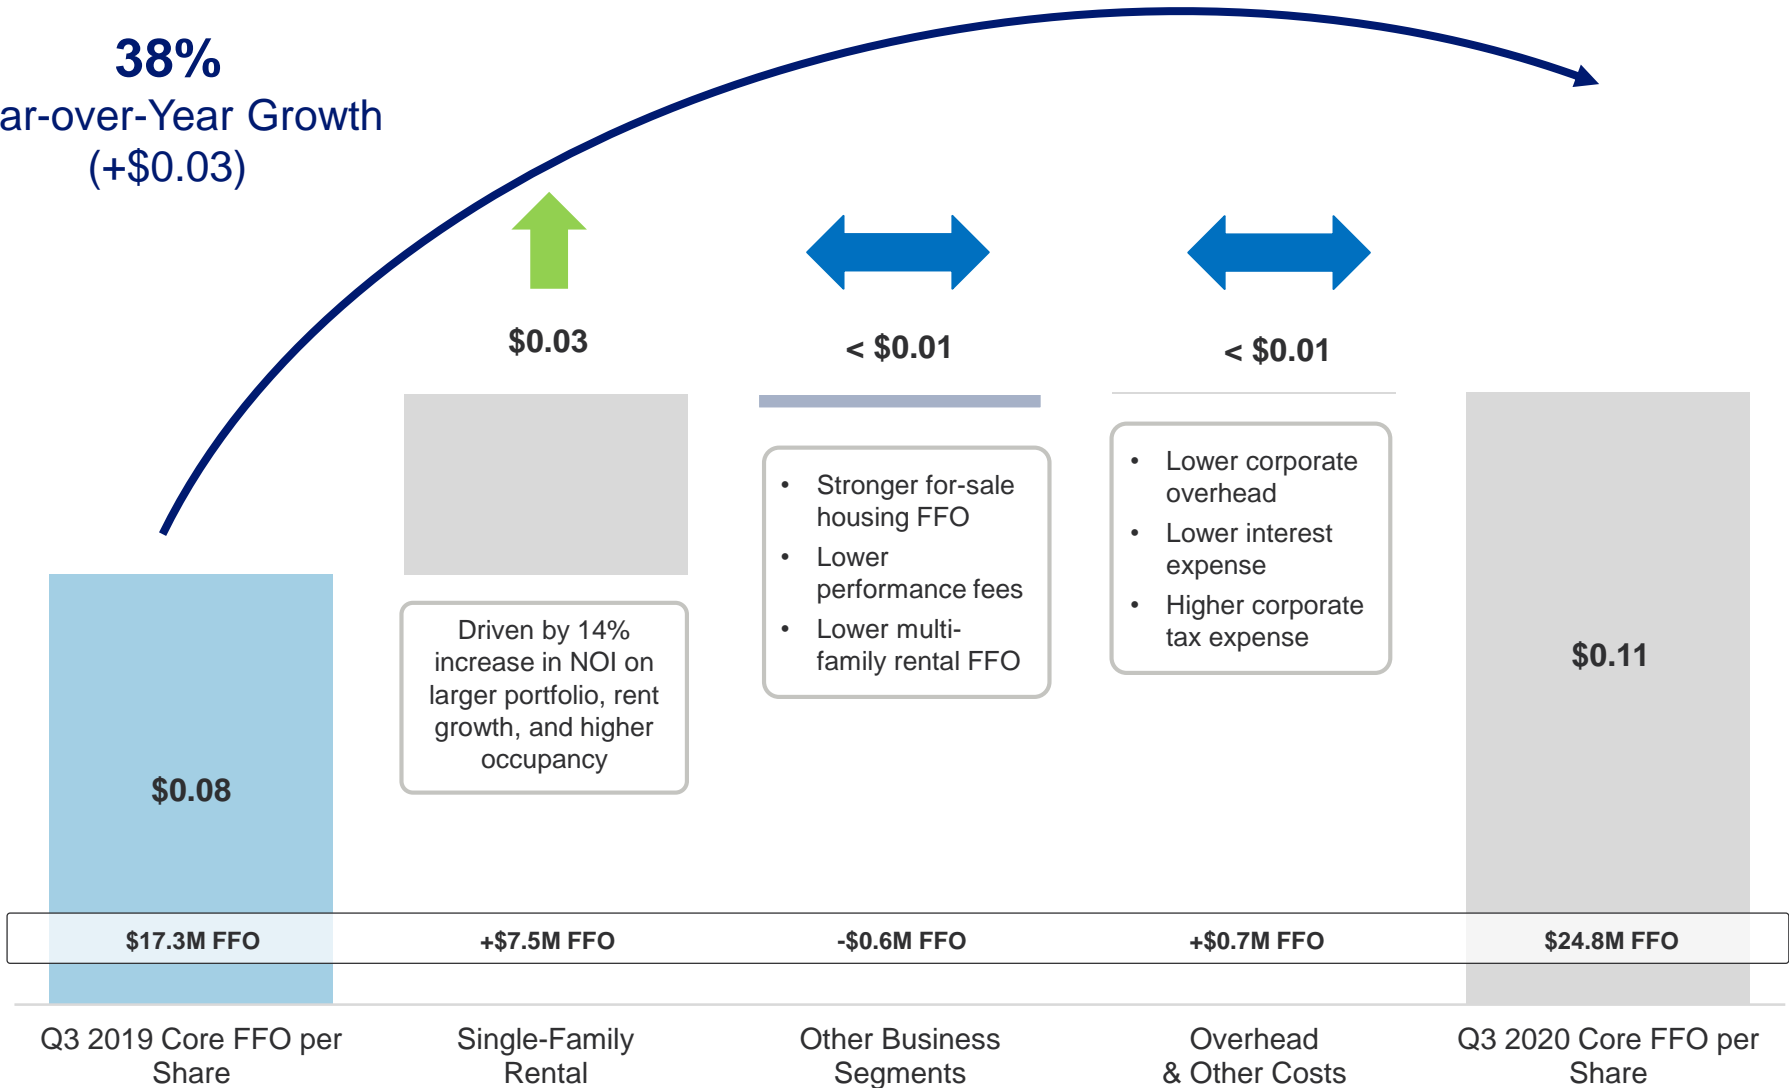 38%
ar-over-Year Growth
(+$0.03)
$0.03
< $0.01
< $0.01
• Stronger for-sale
housing FFO
• Lower
performance fees
• Lower multi-
family rental FFO
• Lower corporate
overhead
• Lower interest
expense
• Higher corporate
tax expense
Driven by 14%
increase in NOI on
larger portfolio, rent
growth, and higher
occupancy
$0.08
$0.11
$17.3M FFO
+$7.5M FFO
-$0.6M FFO
+$0.7M FFO
$24.8M FFO
Q3 2019 Core FFO per
Share
Single-Family
Rental
Other Business
Segments
Overhead
& Other Costs
Q3 2020 Core FFO per
Share